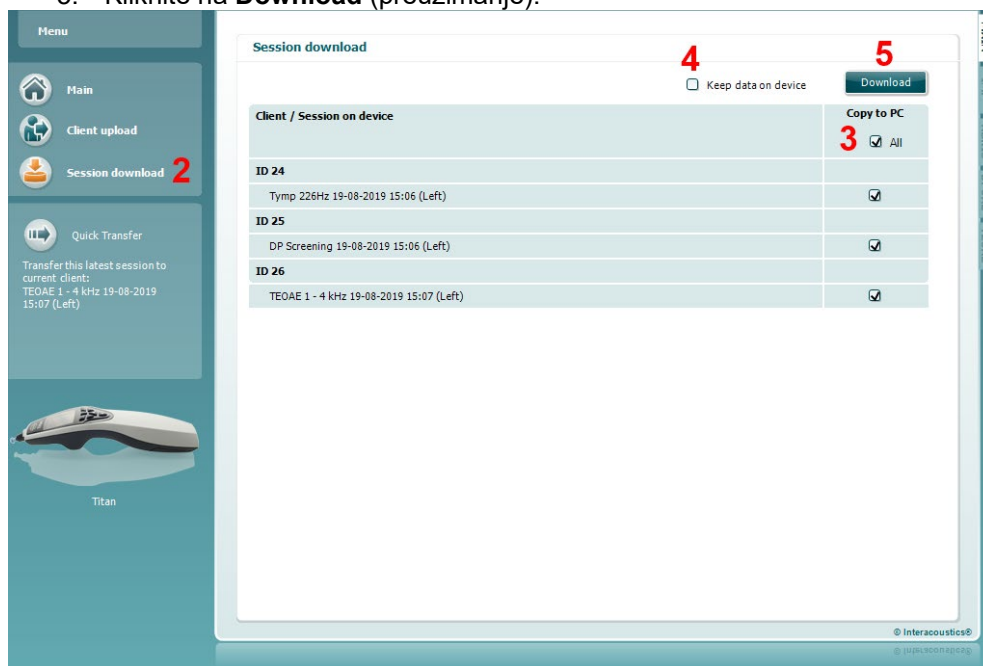 5. Kliknite na Download (preuzimanje).
Menu
Main
Client upload
Session download 2
Quick Transfer
Transfer this latest session to
current client:
TEOAE 1 - 4 kHz 19-08-2019
15:07 (Left)
Titan
Session download
4
5
Keep data on device
Download
Client / Session on device
Copy to PC
3 All
ID 24
Tymp 226Hz 19-08-2019 15:06 (Left)
ID 25
DP Screening 19-08-2019 15:06 (Left)
ID 26
TEOAE 1 - 4 kHz 19-08-2019 15:07 (Left)
© Interacoustics®